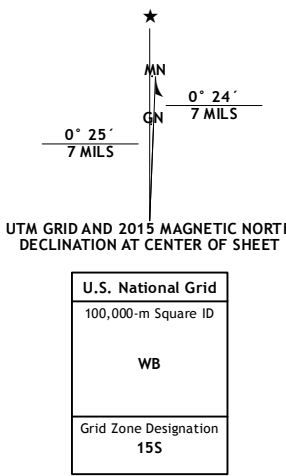 ★
MN
GN
0° 24´
7 MILS
0° 25´
7 MILS
UTM GRID AND 2015 MAGNETIC NORTH
DECLINATION AT CENTER OF SHEET
U.S. National Grid
100,000-m Square ID
WB
Grid Zone Designation
15S